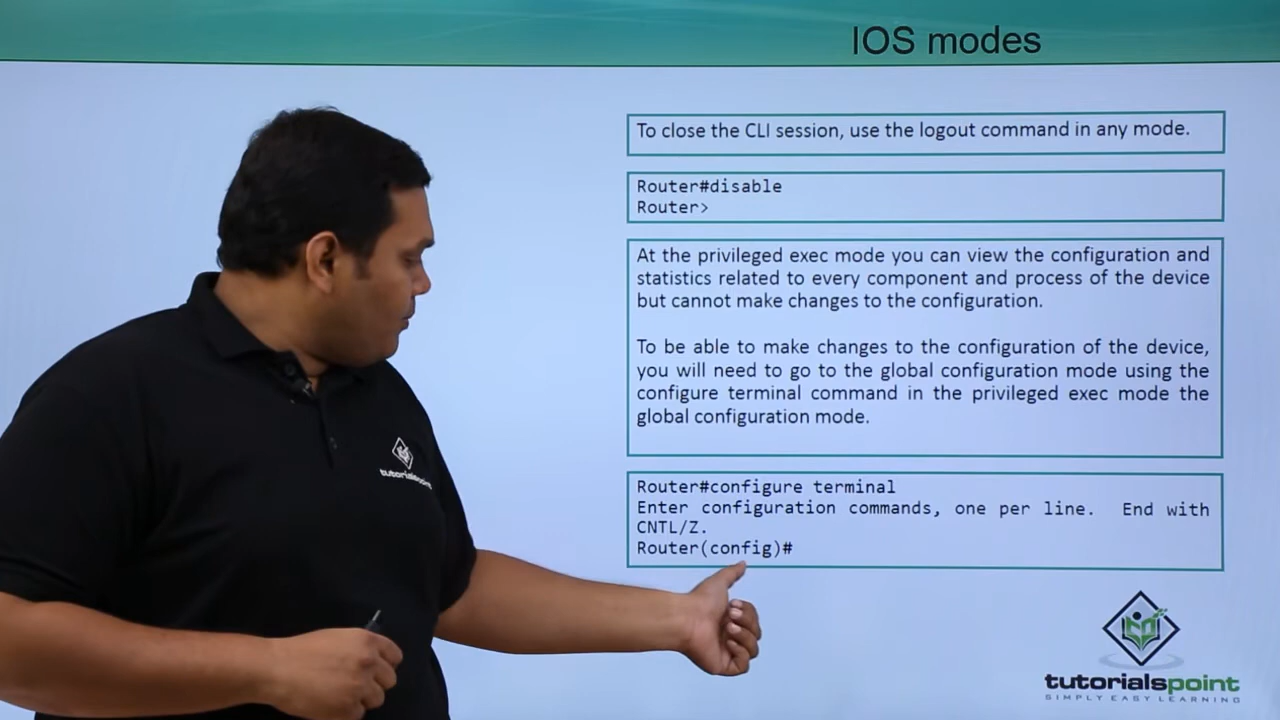 IOS modes
To close the CLI session, use the logout command in any mode.
Router#disable
Router>
At the privileged exec mode you can view the configuration and
statistics related to every component and process of the device
but cannot make changes to the configuration.
To be able to make changes to the configuration of the device,
you will need to go to the global configuration mode using the
configure terminal command in the privileged exec mode the
global configuration mode.
Router#configure terminal
Enter configuration commands, one per line. End with
CNTL/Z.
Router(config)#
tutorialspoint
tutorialspoint
SIMPLY EASY LEARNING